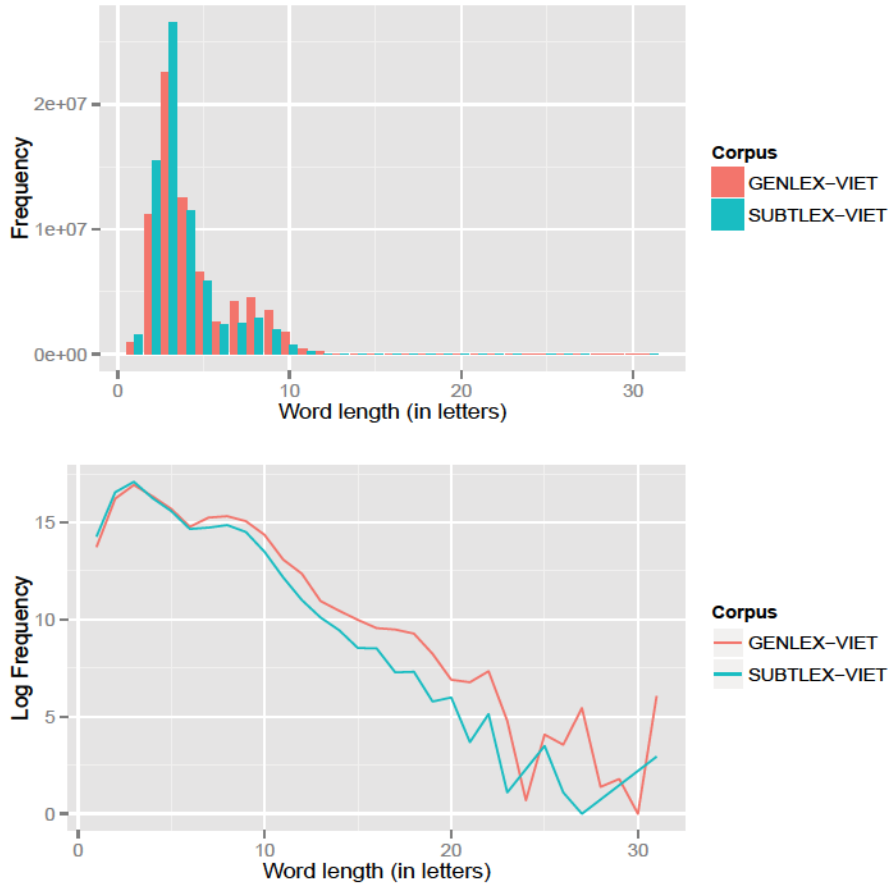 2e+07
1e+07
0e+00
Frequency
0 10 20 30
Word length (in letters)
Corpus
GENLEX−VIET
SUBTLEX−VIET
15
10
5
0
Log Frequency
0 10 20 30
Word length (in letters)
Corpus
GENLEX−VIET
SUBTLEX−VIET